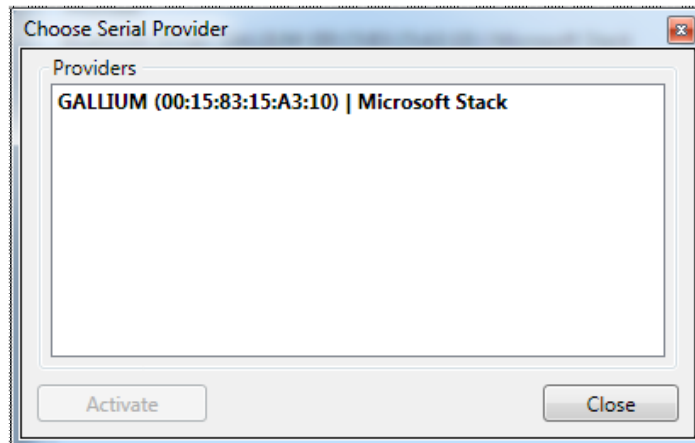 Choose Serial Provider
Providers
GALLIUM (00:15:83:15:A3:10) | Microsoft Stack
Activate
Close